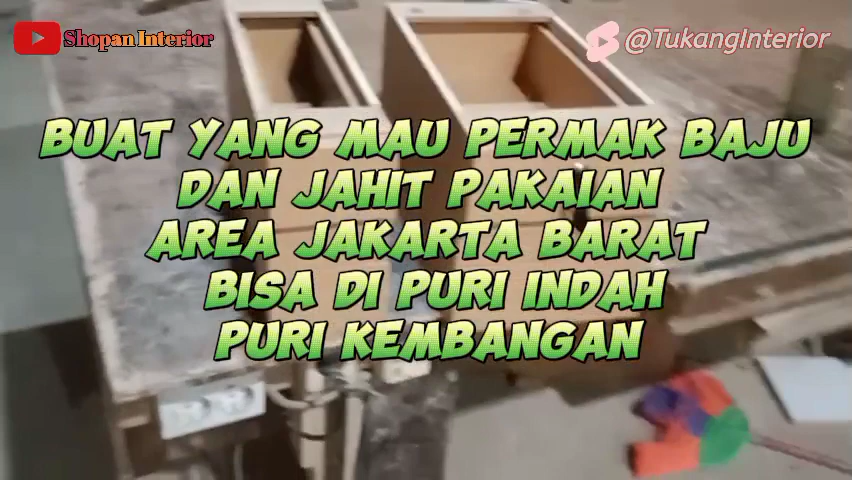 Shopan Interior
@TukangInterior
BUAT YANG MAU PERMAK BAJU
DAN JAHIT PAKAIAN
AREA JAKARTA BARAT
BISA DI PURI INDAH
PURI KEMBANGAN